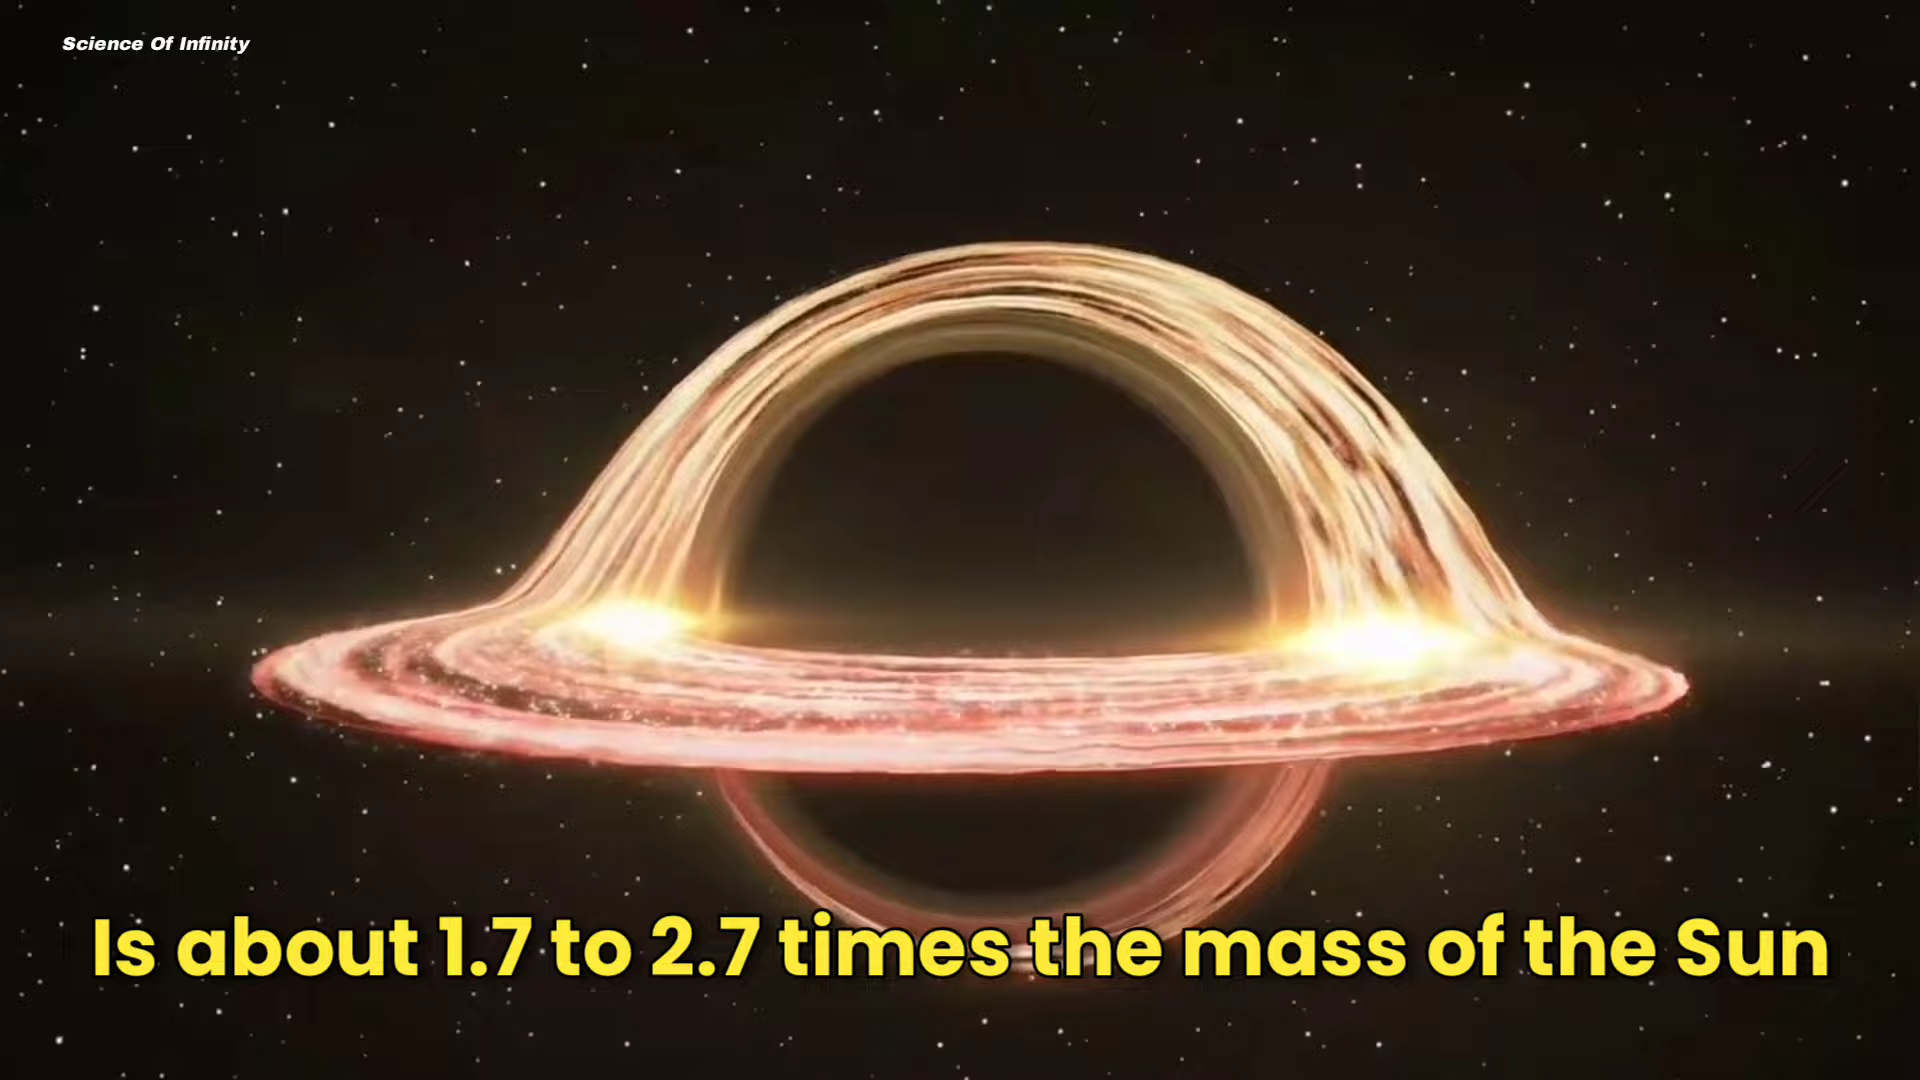 Science Of Infinity
Is about 1.7 to 2.7 times the mass of the Sun